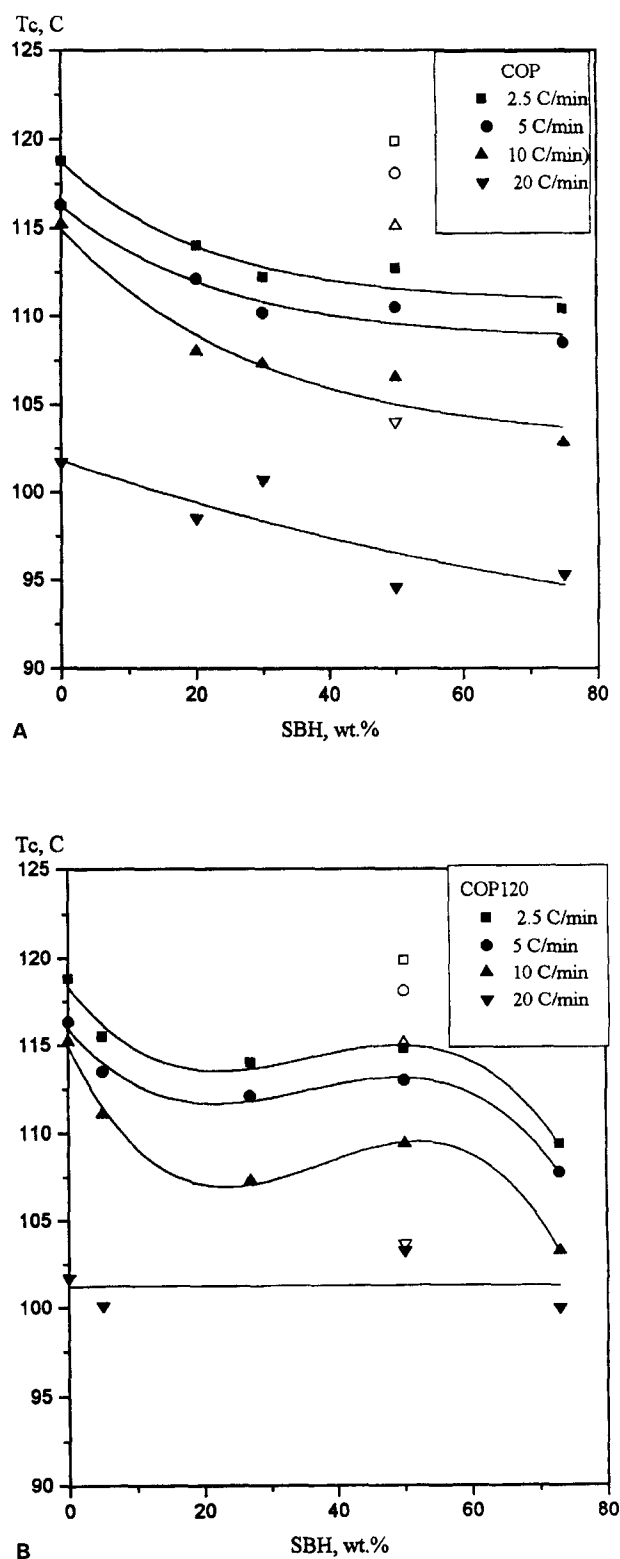 Tc, C
125
120
115
110
105
100
95
90
0
20
40
60
80
SBH, wt.%
COP
2.5 C/min
5 C/min
10 C/min)
20 C/min
A
Tc, C
125
120
115
110
105
100
95
90
0
20
40
60
80
SBH, wt.%
COP120
2.5 C/min
5 C/min
10 C/min
20 C/min
B